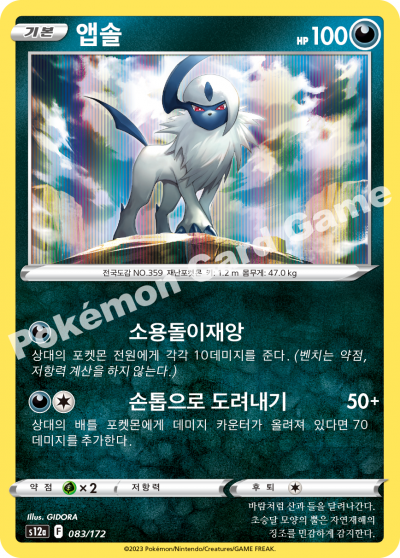 기본 앱솔 HP 100
전국도감 NO.359 재난포켓몬 키: 1.2 m 몸무게: 47.0 kg
Pokémon Card Game
소용돌이재앙
상대의 포켓몬 전원에게 각각 10데미지를 준다. (벤치는 약점,
저항력 계산을 하지 않는다.)
손톱으로 도려내기 50+
상대의 배틀 포켓몬에게 데미지 카운터가 올려져 있다면 70
데미지를 추가한다.
약점 ×2 저항력 후퇴
Illus. GIDORA
s12a F 083/172
바람처럼 산과 들을 달려나간다.
초승달 모양의 뿔은 자연재해의
징조를 민감하게 감지한다.
©2023 Pokémon/Nintendo/Creatures/GAME FREAK.